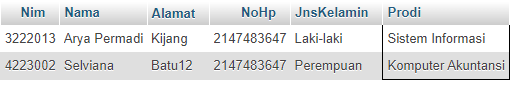 Nim Nama Alamat NoHp JnsKelamin Prodi
3222013 Arya Permadi Kijang 2147483647 Laki-laki Sistem Informasi
4223002 Selviana Batu12 2147483647 Perempuan Komputer Akuntansi